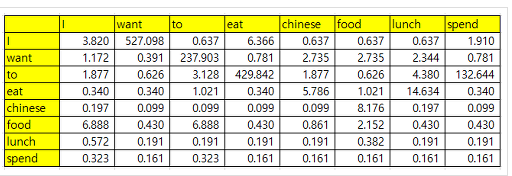 I want to eat chinese food lunch spend
I 3.820 527.098 0.637 6.366 0.637 0.637 0.637 1.910
want 1.172 0.391 237.903 0.781 2.735 2.735 2.344 0.781
to 1.877 0.626 3.128 429.842 1.877 0.626 4.380 132.644
eat 0.340 0.340 1.021 0.340 5.786 1.021 14.634 0.340
chinese 0.197 0.099 0.099 0.099 0.099 8.176 0.197 0.099
food 6.888 0.430 6.888 0.430 0.861 2.152 0.430 0.430
lunch 0.572 0.191 0.191 0.191 0.191 0.382 0.191 0.191
spend 0.323 0.161 0.323 0.161 0.161 0.161 0.161 0.161